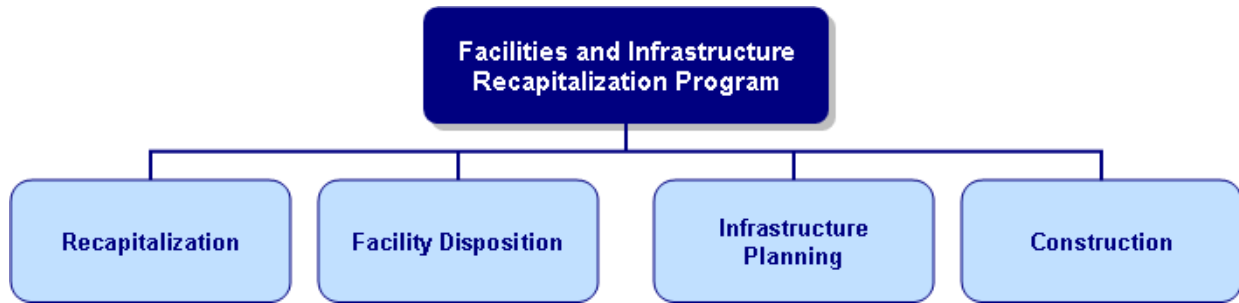 Facilities and Infrastructure
Recapitalization Program
Recapitalization
Facility Disposition
Infrastructure
Planning
Construction